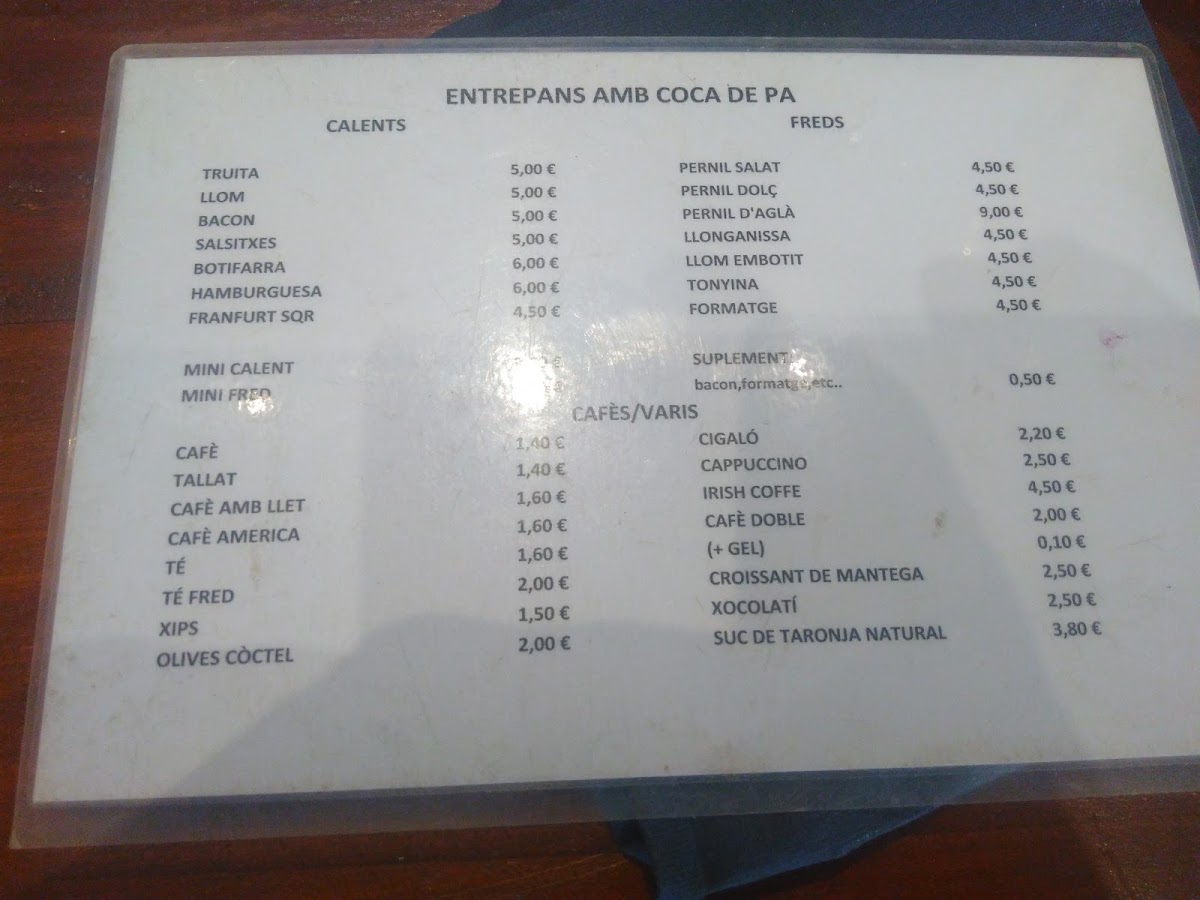 ENTREPANS AMB COCA DE PA
CALENTS FREDS
TRUITA 5,00 € PERNIL SALAT 4,50 €
LLOM 5,00 € PERNIL DOLÇ 4,50 €
BACON 5,00 € PERNIL D'AGLÀ 9,00 €
SALSITXES 5,00 € LLONGANISSA 4,50 €
BOTIFARRA 6,00 € LLOM EMBOTIT 4,50 €
HAMBURGUESA 6,00 € TONYINA 4,50 €
FRANFURT SQR 4,50 € FORMATGE 4,50 €
MINI CALENT SUPLEMENT
MINI FRED bacon,formatge,etc.. 0,50 €
CAFÈS/VARIS
CAFÈ 1,40 € CIGALÓ 2,20 €
TALLAT 1,40 € CAPPUCCINO 2,50 €
CAFÈ AMB LLET 1,60 € IRISH COFFE 4,50 €
CAFÈ AMERICA 1,60 € CAFÈ DOBLE 2,00 €
TÉ 1,60 € (+ GEL) 0,10 €
TÉ FRED 2,00 € CROISSANT DE MANTEGA 2,50 €
XIPS 1,50 € XOCOLATÍ 2,50 €
OLIVES CÒCTEL 2,00 € SUC DE TARONJA NATURAL 3,80 €